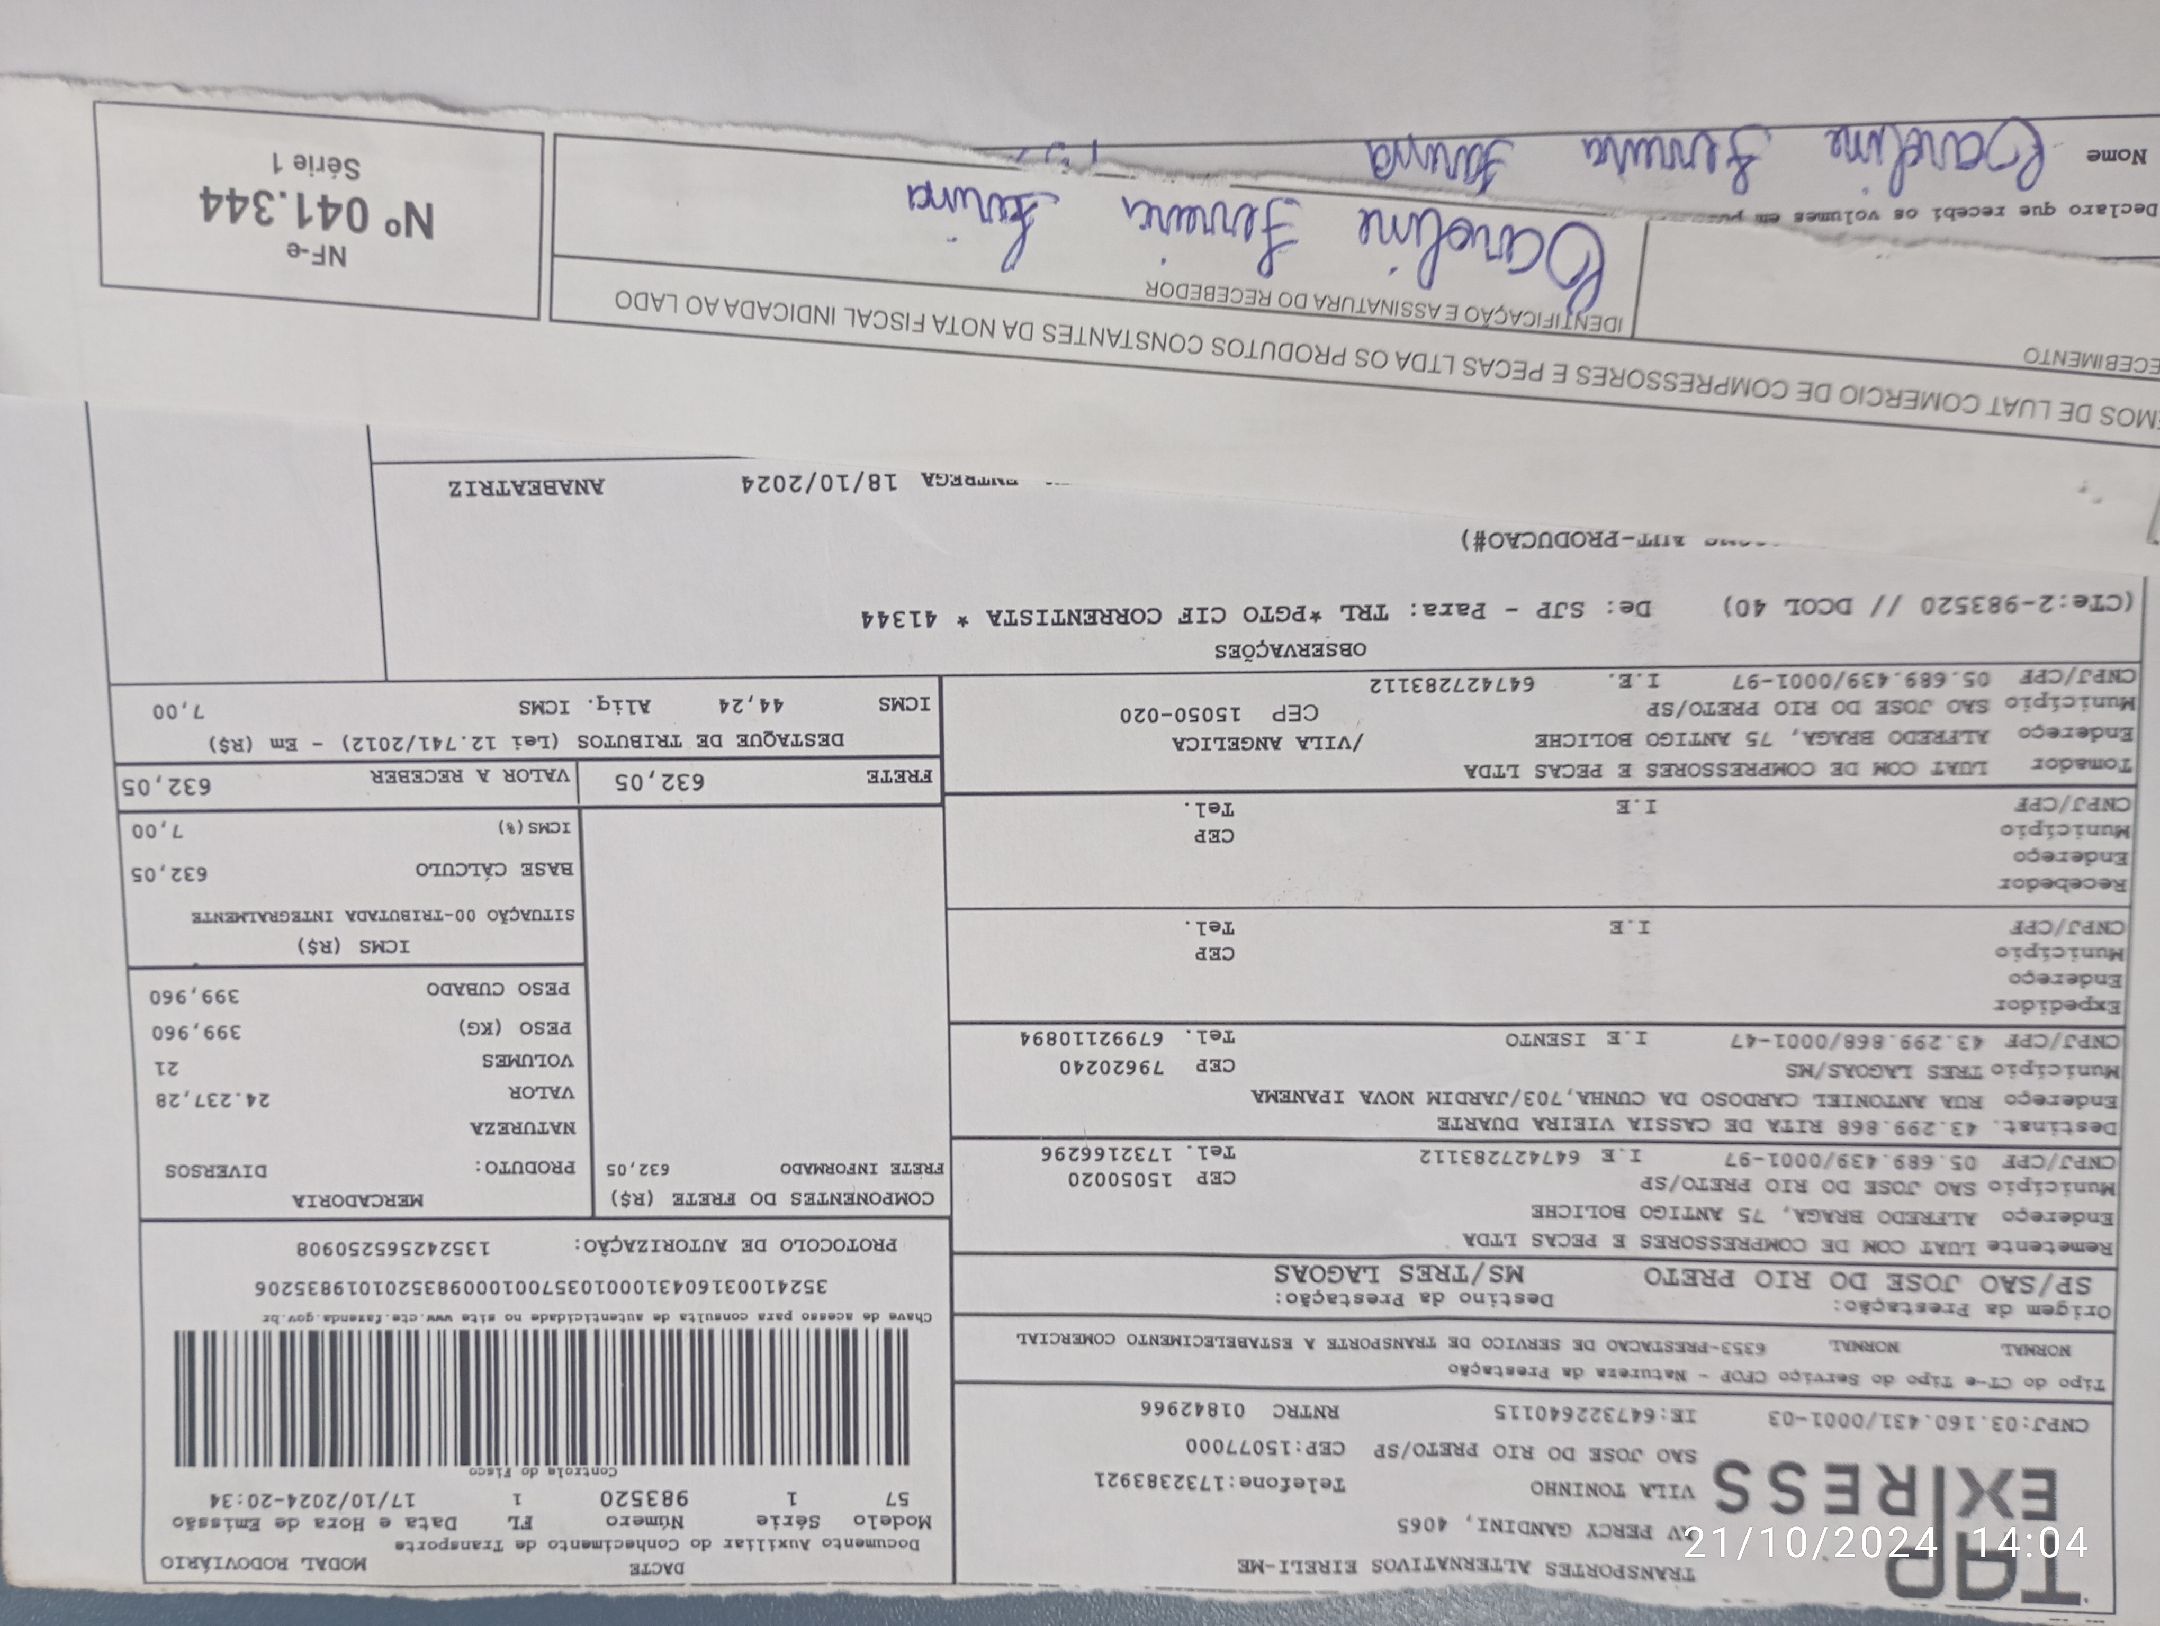 TRANSPORTES ALTERNATIVOS EIRELI-ME
TAP EXPRESS
AV PERCY GANDINI, 4065
VILA TONINHO Telefone:1732383921
SAO JOSE DO RIO PRETO/SP CEP:15077000
CNPJ:03.160.431/0001-03 IE:647322640115 RNTRC 01842966
DACTE MODAL RODOVIÁRIO
Documento Auxiliar do Conhecimento de Transporte
Modelo Série Número FL Data e Hora de Emissão
57 1 983520 1 17/10/2024-20:34
Controle do Fisco
Chave de acesso para consulta de autenticidade no site www.cte.fazenda.gov.br
35241003160431000103570010009835201019835206
PROTOCOLO DE AUTORIZAÇÃO: 135242565250908
Tipo do CT-e Tipo do Serviço CFOP - Natureza da Prestação
NORMAL NORMAL 6353-PRESTACAO DE SERVICO DE TRANSPORTE A ESTABELECIMENTO COMERCIAL
Origem da Prestação: Destino da Prestação:
SP/SAO JOSE DO RIO PRETO MS/TRES LAGOAS
Remetente LUAT COM DE COMPRESSORES E PECAS LTDA
Endereço ALFREDO BRAGA, 75 ANTIGO BOLICHE
Município SAO JOSE DO RIO PRETO/SP CEP 15050020
CNPJ/CPF 05.689.439/0001-97 I.E 647427283112 Tel. 1732166296
Destinat. 43.299.868 RITA DE CASSIA VIEIRA DUARTE
Endereço RUA ANTONIEL CARDOSO DA CUNHA,703/JARDIM NOVA IPANEMA
Município TRES LAGOAS/MS CEP 79620240
CNPJ/CPF 43.299.868/0001-47 I.E ISENTO Tel. 67992110894
Expedidor
Endereço
Município CEP
CNPJ/CPF I.E Tel.
Recebedor
Endereço
Município CEP
CNPJ/CPF I.E Tel.
Tomador LUAT COM DE COMPRESSORES E PECAS LTDA
Endereço ALFREDO BRAGA, 75 ANTIGO BOLICHE /VILA ANGELICA
Município SAO JOSE DO RIO PRETO/SP CEP 15050-020
CNPJ/CPF 05.689.439/0001-97 I.E. 647427283112
COMPONENTES DO FRETE (R$)
FRETE INFORMADO 632,05
MERCADORIA
PRODUTO: DIVERSOS
NATUREZA
VALOR 24.237,28
VOLUMES 21
PESO (KG) 399,960
PESO CUBADO 399,960
ICMS (R$)
SITUAÇÃO 00-TRIBUTADA INTEGRALMENTE
BASE CÁLCULO 632,05
ICMS(%) 7,00
FRETE 632,05 VALOR A RECEBER 632,05
DESTAQUE DE TRIBUTOS (Lei 12.741/2012) - Em (R$)
ICMS 44,24 Aliq. ICMS 7,00
OBSERVAÇÕES
(CTe:2-983520 // DCOL 40) De: SJP - Para: TRL *PGTO CIF CORRENTISTA * 41344
AUT-PRODUCAO#)
ENTREGA 18/10/2024 ANABEATRIZ
EMOS DE LUAT COMERCIO DE COMPRESSORES E PECAS LTDA OS PRODUTOS CONSTANTES DA NOTA FISCAL INDICADA AO LADO
ECEBIMENTO
IDENTIFICAÇÃO E ASSINATURA DO RECEBEDOR
Caroline Ferreira Lima
NF-e
Nº 041.344
Série 1
Declaro que recebi os volumes em
Nome Caroline Ferreira
21/10/2024 14:04